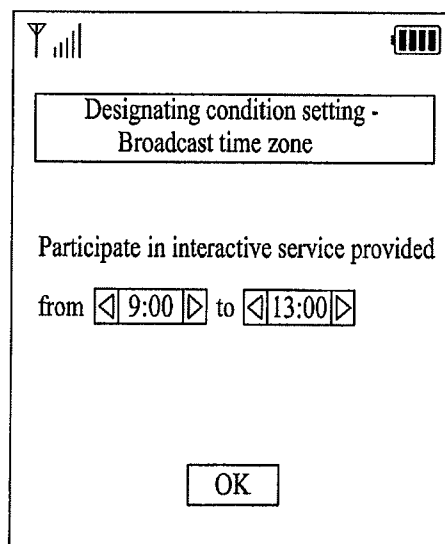 Designating condition setting -
Broadcast time zone
Participate in interactive service provided
from 9:00 to 13:00
OK